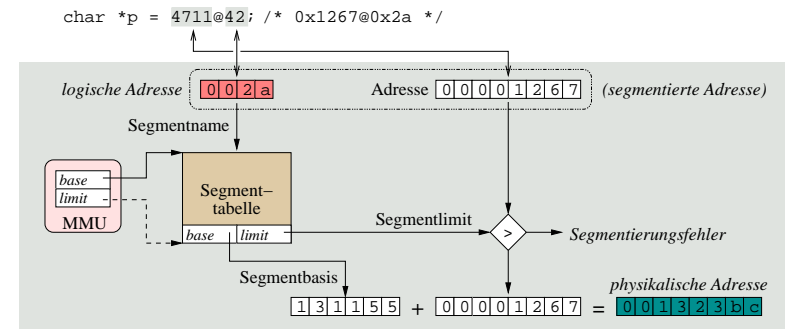 char *p = 4711@42; /* 0x1267@0x2a */
logische Adresse 0 0 2 a Adresse 0 0 0 0 1 2 6 7 (segmentierte Adresse)
Segmentname
base
limit
MMU
Segment–
tabelle
base limit
Segmentlimit
> Segmentierungsfehler
Segmentbasis
physikalische Adresse
1 3 1 1 5 5 + 0 0 0 0 1 2 6 7 = 0 0 1 3 2 3 b c